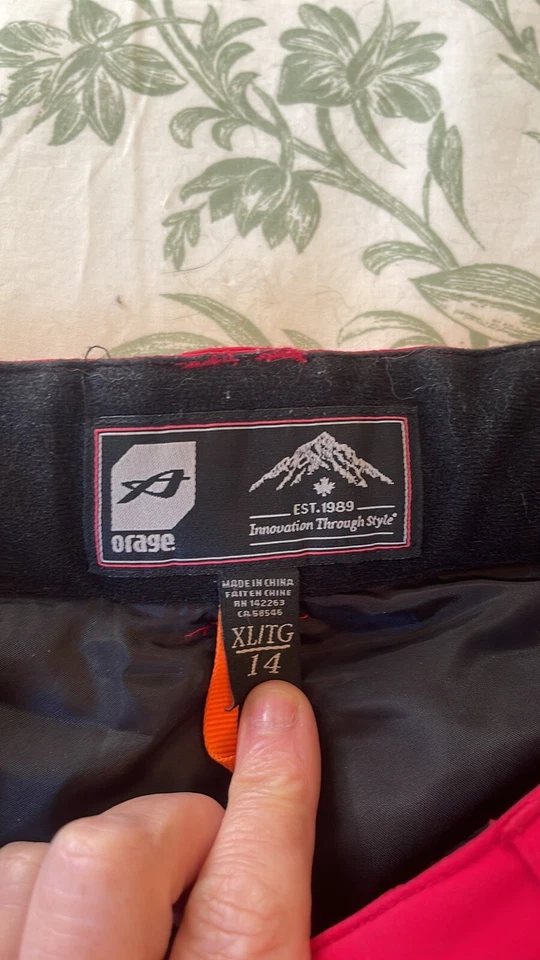 orage
EST.1989
Innovation Through Style®
MADE IN CHINA
FAIT EN CHINE
RN 142263
CA 58546
XL/TG
14